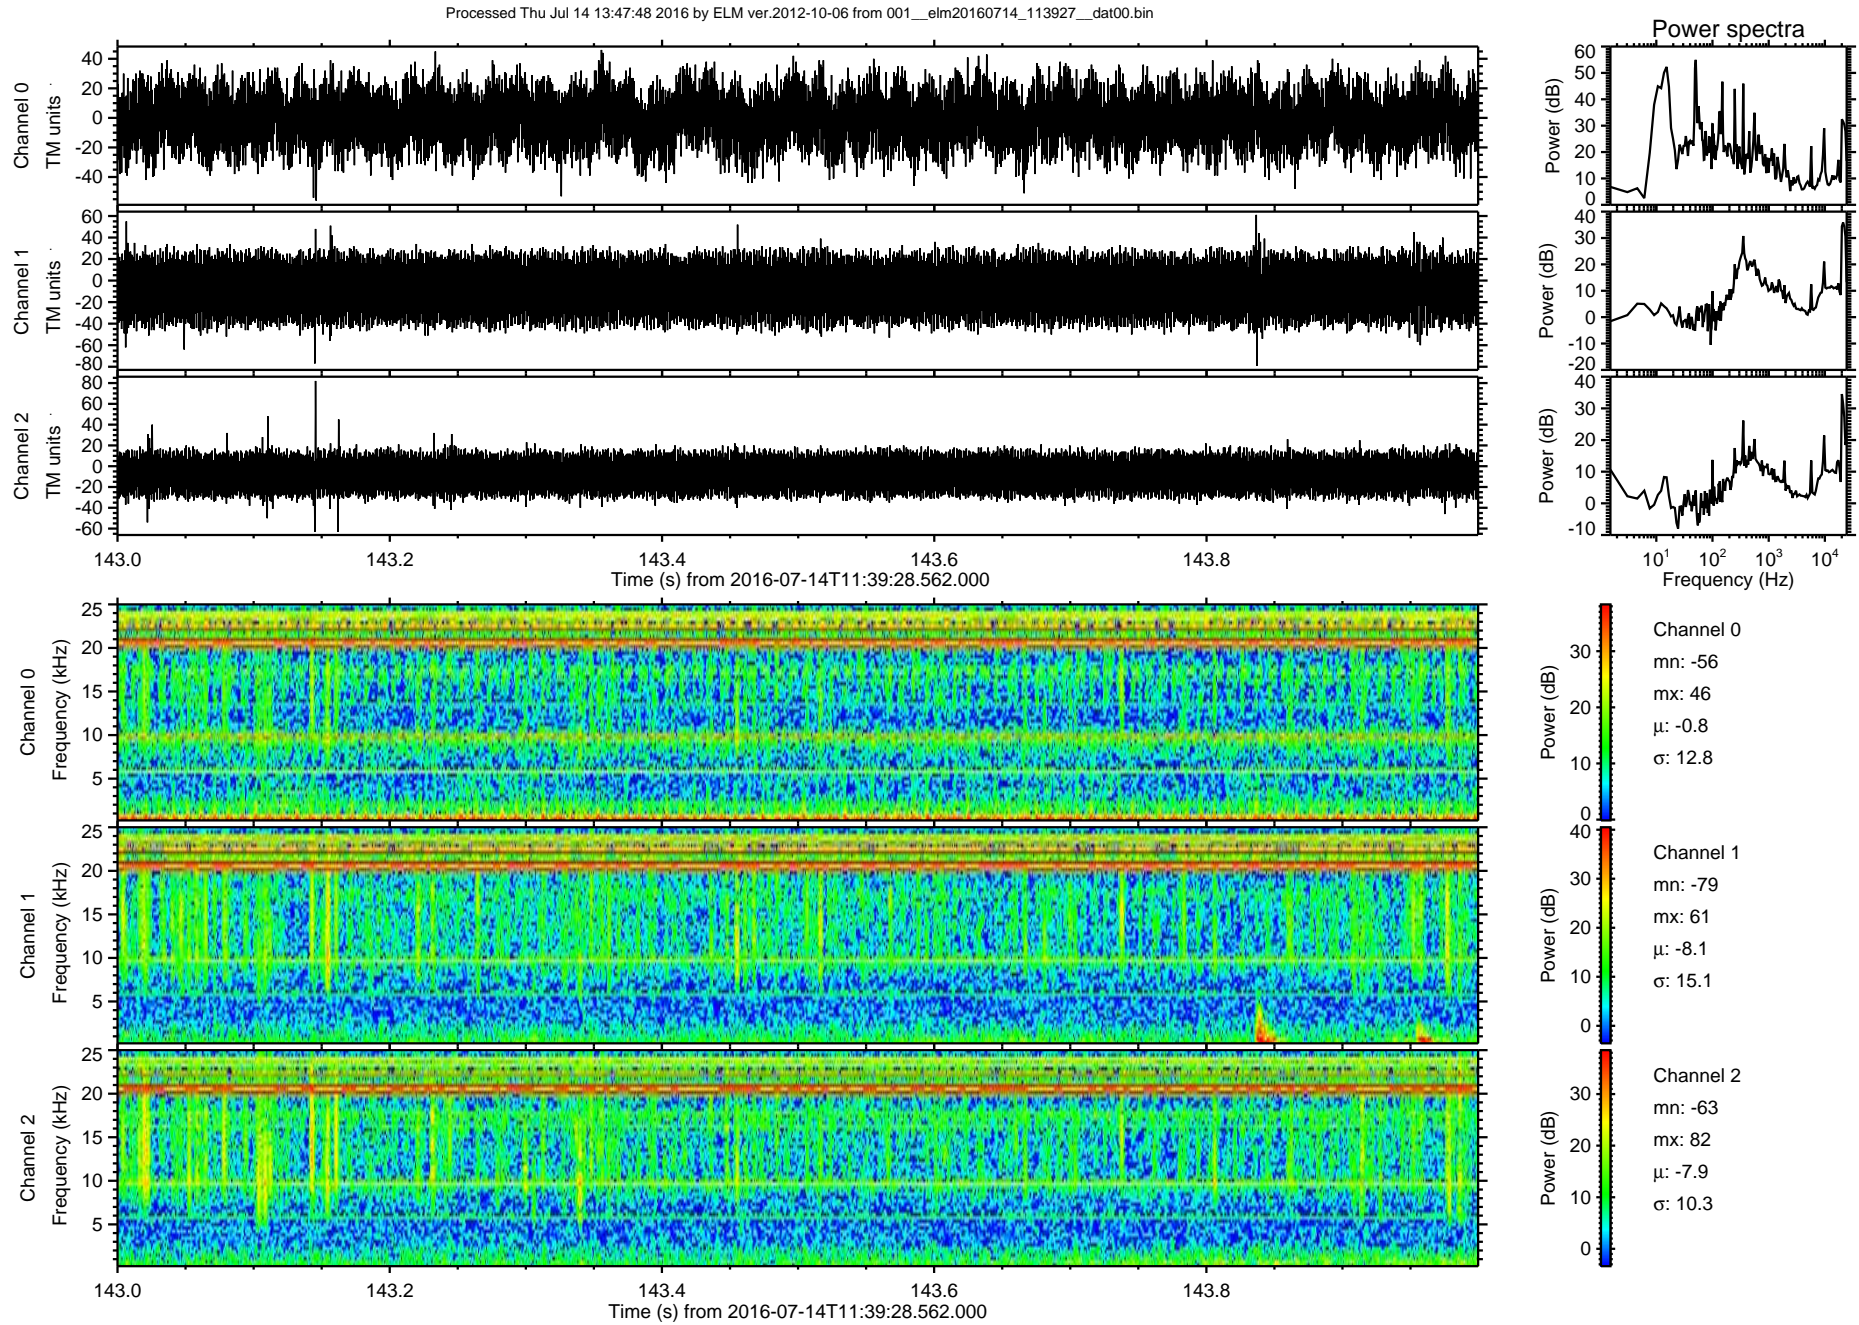 Processed Thu Jul 14 13:47:48 2016 by ELM ver.2012-10-06 from 001__elm20160714_113927__dat00.bin
Power spectra
Channel 0
TM units
40
20
0
-20
-40
Power (dB)
60
50
40
30
20
10
0
Channel 1
TM units
60
40
20
0
-20
-40
-60
-80
Power (dB)
40
30
20
10
0
-10
-20
Channel 2
TM units
80
60
40
20
0
-20
-40
-60
Power (dB)
40
30
20
10
0
-10
143.0 143.2 143.4 143.6 143.8
Time (s) from 2016-07-14T11:39:28.562.000
10^1 10^2 10^3 10^4
Frequency (Hz)
Channel 0
Frequency (kHz)
25
20
15
10
5
Power (dB)
30
20
10
0
Channel 0
mn: -56
mx: 46
μ: -0.8
σ: 12.8
Channel 1
Frequency (kHz)
25
20
15
10
5
Power (dB)
40
30
20
10
0
Channel 1
mn: -79
mx: 61
μ: -8.1
σ: 15.1
Channel 2
Frequency (kHz)
25
20
15
10
5
Power (dB)
30
20
10
0
Channel 2
mn: -63
mx: 82
μ: -7.9
σ: 10.3
143.0 143.2 143.4 143.6 143.8
Time (s) from 2016-07-14T11:39:28.562.000